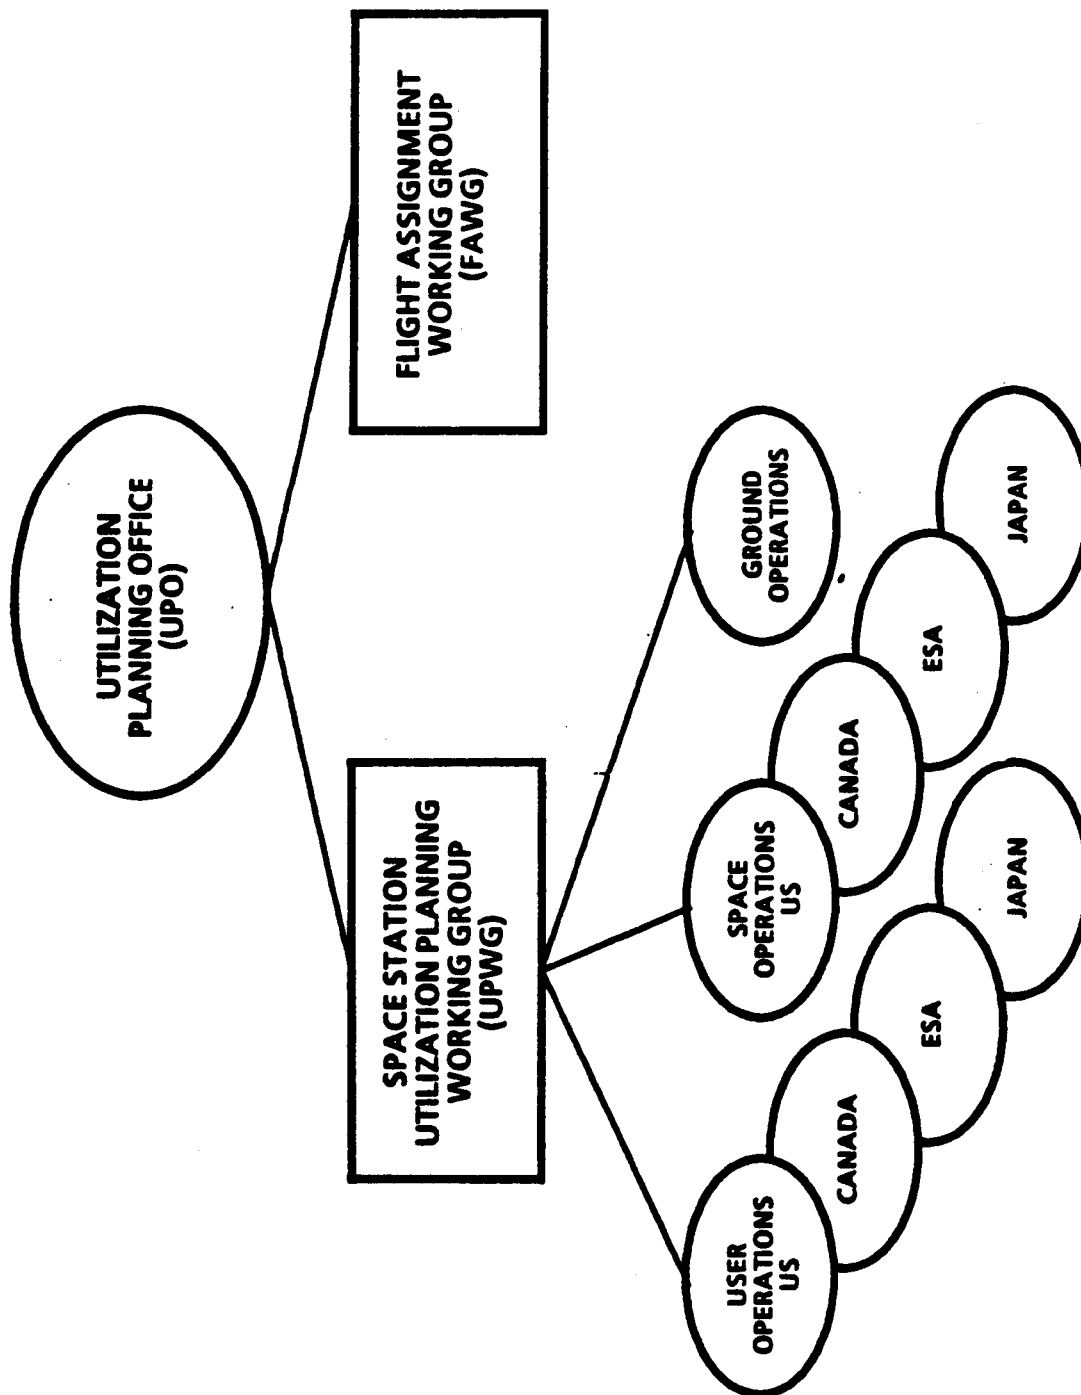 UTILIZATION
PLANNING OFFICE
(UPO)
SPACE STATION
UTILIZATION PLANNING
WORKING GROUP
(UPWG)
FLIGHT ASSIGNMENT
WORKING GROUP
(FAWG)
USER
OPERATIONS
US
CANADA
ESA
JAPAN
SPACE
OPERATIONS
US
CANADA
ESA
JAPAN
GROUND
OPERATIONS